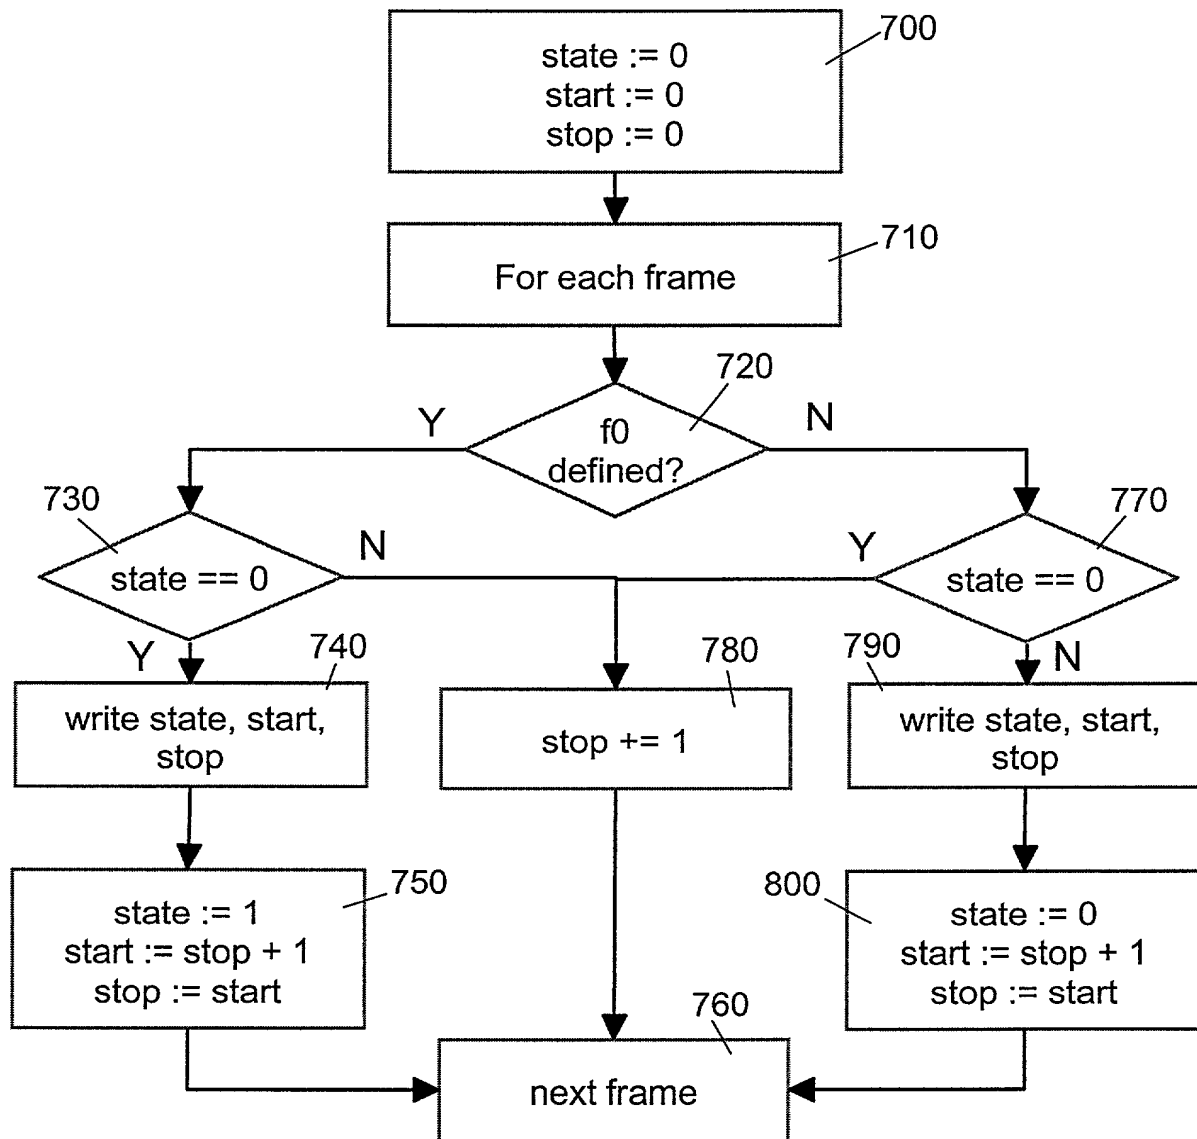 700
state := 0
start := 0
stop := 0
710
For each frame
720
Y
N
f0
defined?
730
770
N
Y
state == 0
state == 0
Y
740
780
790
N
write state, start,
stop
stop += 1
write state, start,
stop
750
800
state := 1
start := stop + 1
stop := start
state := 0
start := stop + 1
stop := start
760
next frame